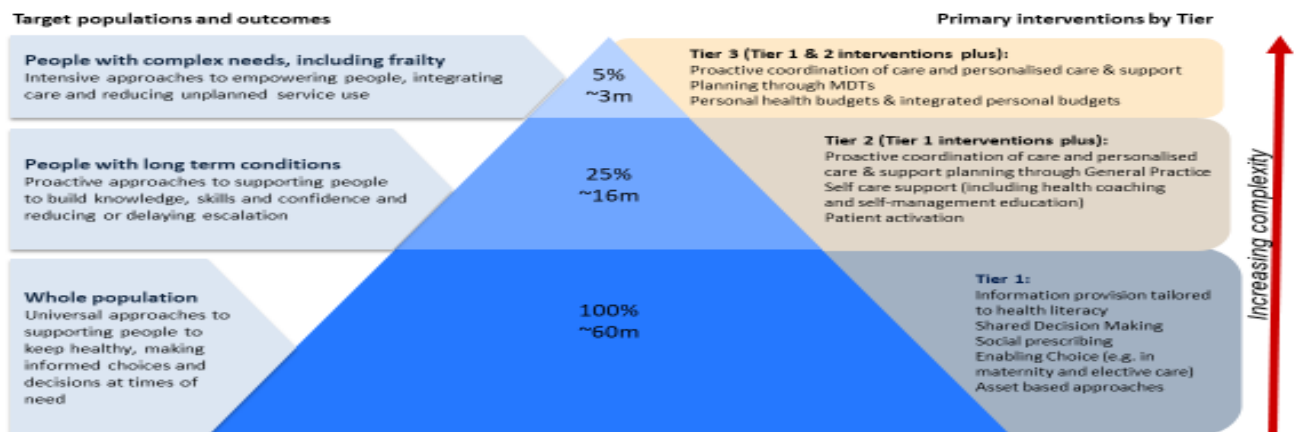 Target populations and outcomes
Primary interventions by Tier
People with complex needs, including frailty
Intensive approaches to empowering people, integrating
care and reducing unplanned service use
5%
~3m
Tier 3 (Tier 1 & 2 interventions plus):
Proactive coordination of care and personalised care & support
Planning through MDTs
Personal health budgets & integrated personal budgets
People with long term conditions
Proactive approaches to supporting people
to build knowledge, skills and confidence and
reducing or delaying escalation
25%
~16m
Tier 2 (Tier 1 interventions plus):
Proactive coordination of care and personalised
care & support planning through General Practice
Self care support (including health coaching
and self-management education)
Patient activation
Whole population
Universal approaches to
supporting people to
keep healthy, making
informed choices and
decisions at times of
need
100%
~60m
Tier 1:
Information provision tailored
to health literacy
Shared Decision Making
Social prescribing
Enabling Choice (e.g. in
maternity and elective care)
Asset based approaches
Increasing complexity